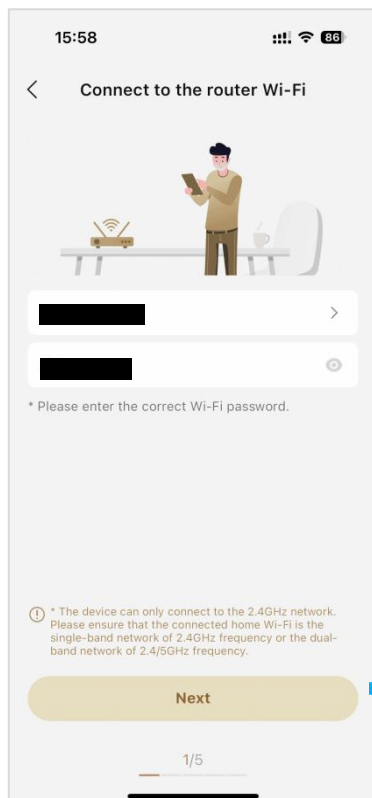 15:58
86
Connect to the router Wi-Fi
* Please enter the correct Wi-Fi password.
* The device can only connect to the 2.4GHz network.
Please ensure that the connected home Wi-Fi is the
single-band network of 2.4GHz frequency or the dual-
band network of 2.4/5GHz frequency.
Next
1/5